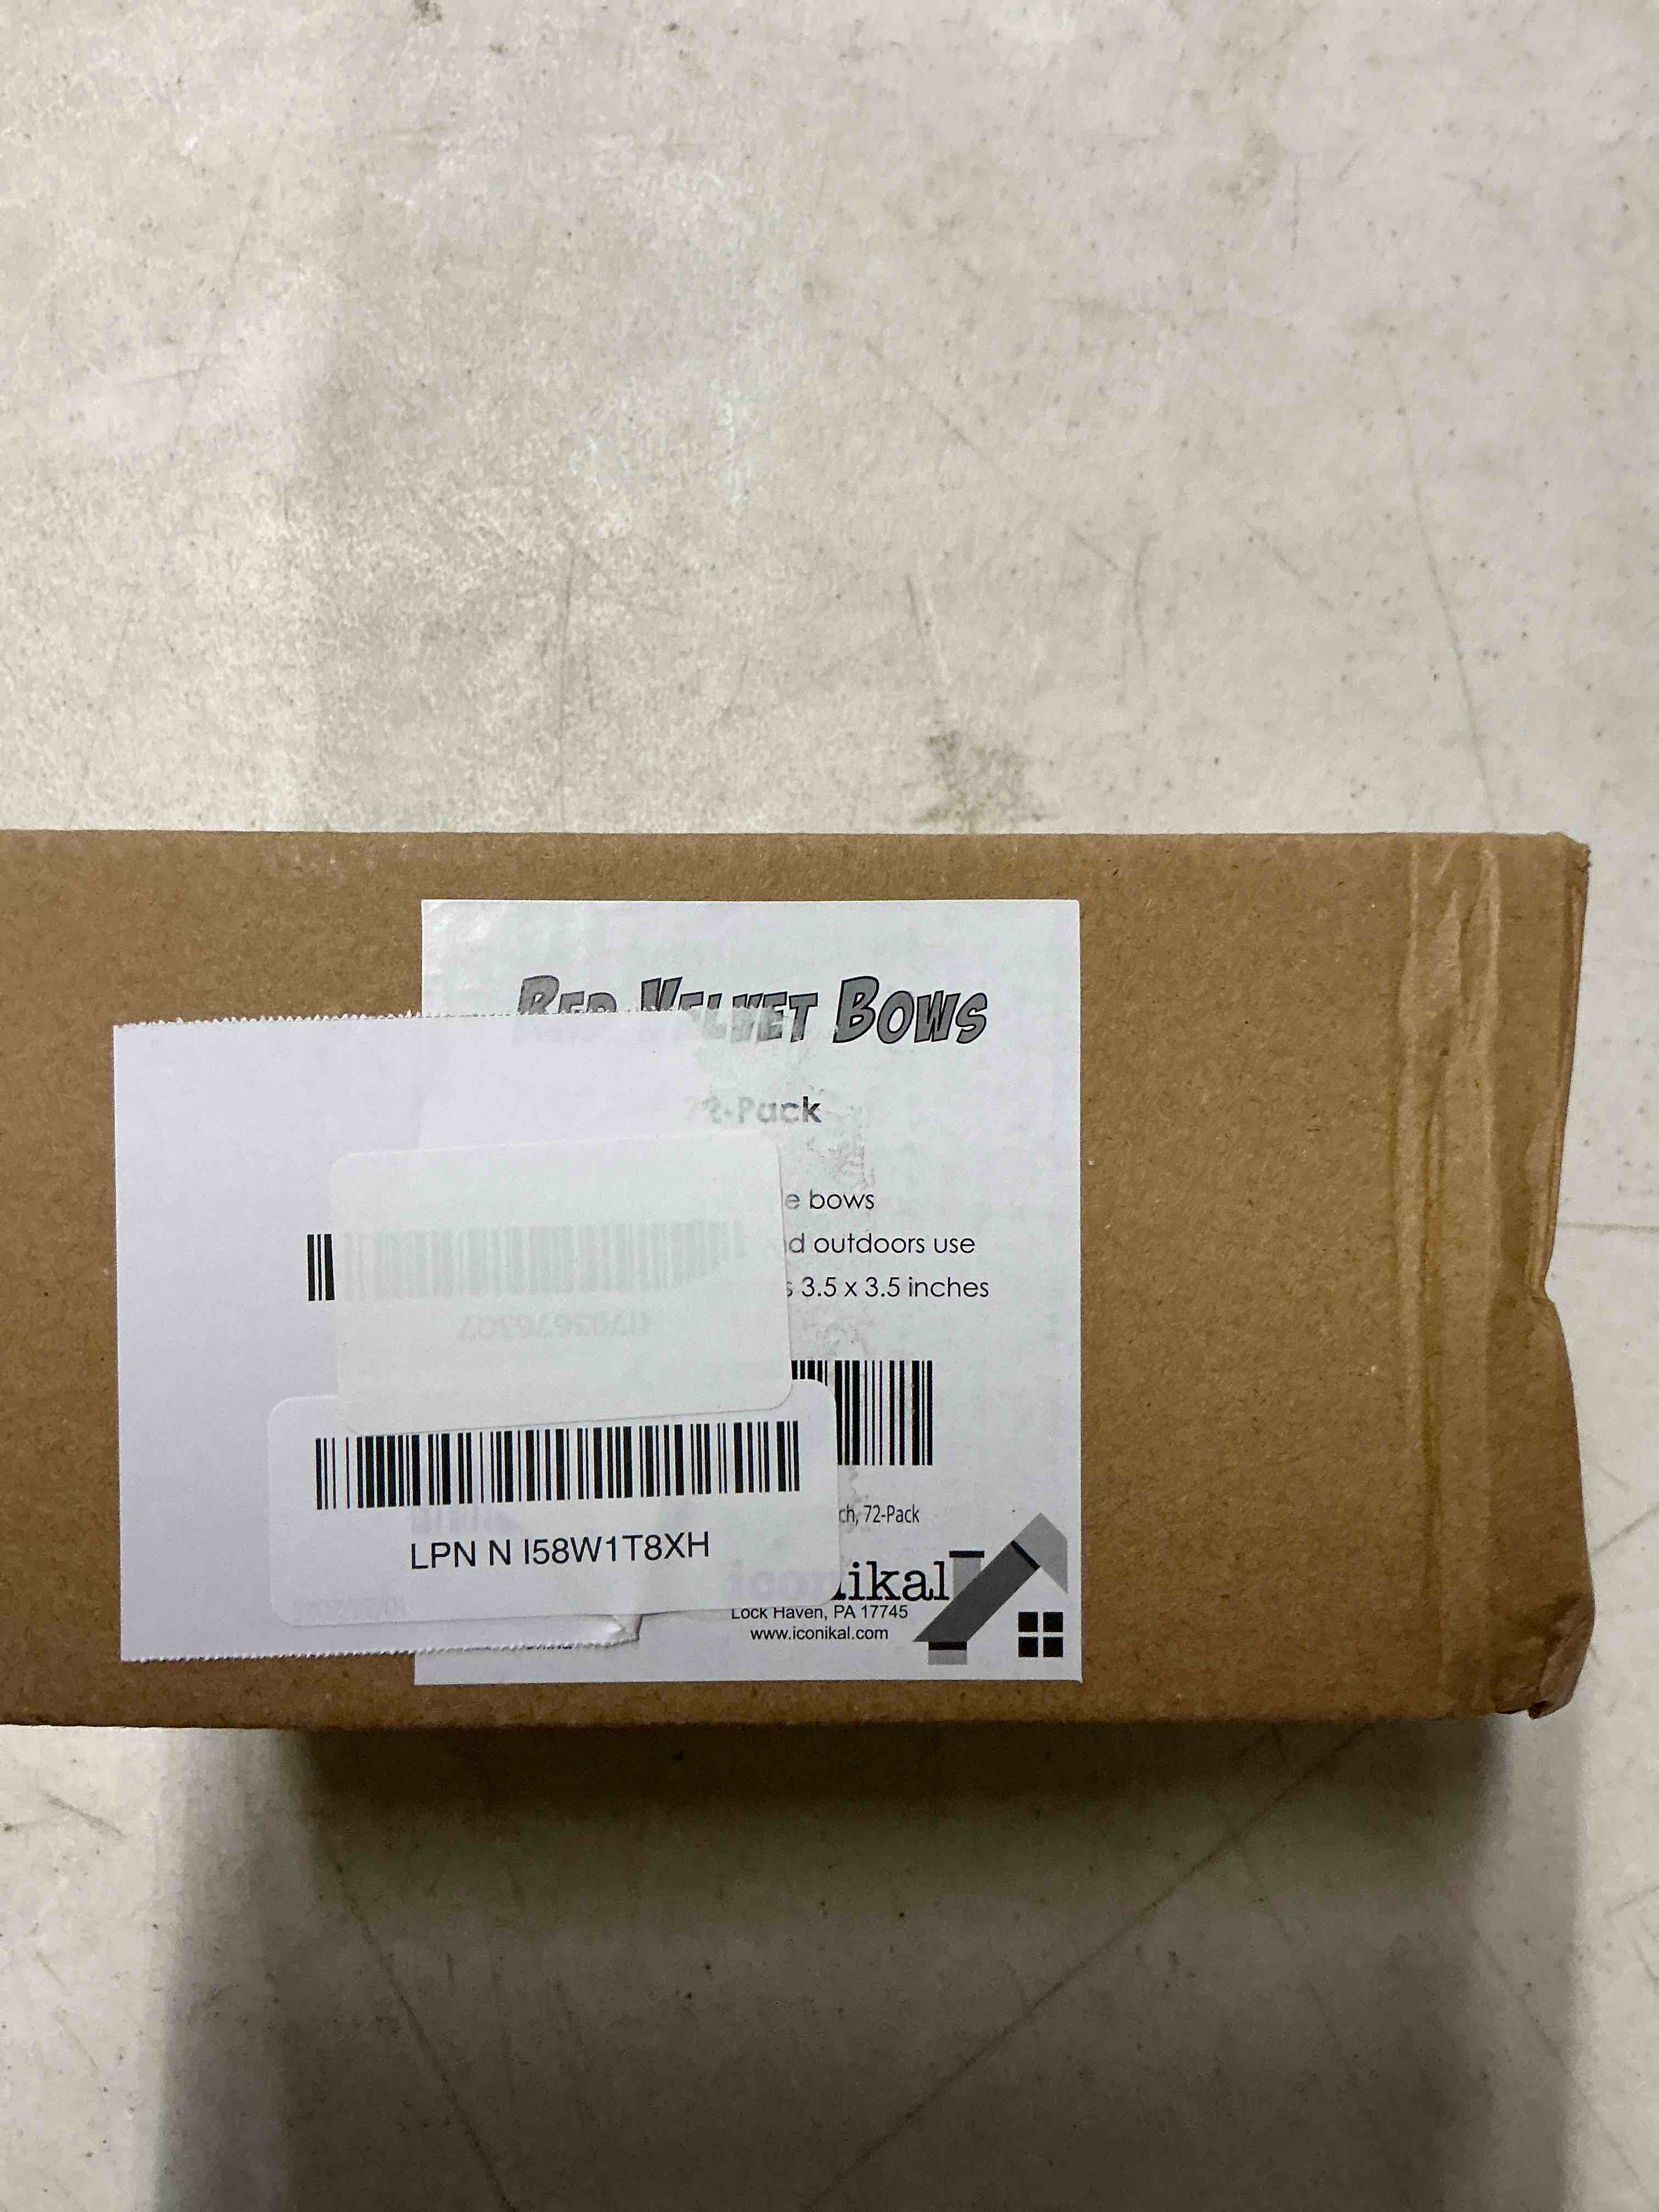 RED VELVET BOWS
72-Pack
e bows
d outdoors use
s 3.5 x 3.5 inches
0793676307
LPN N I58W1T8XH
ch, 72-Pack
iconikal
Lock Haven, PA 17745
www.iconikal.com